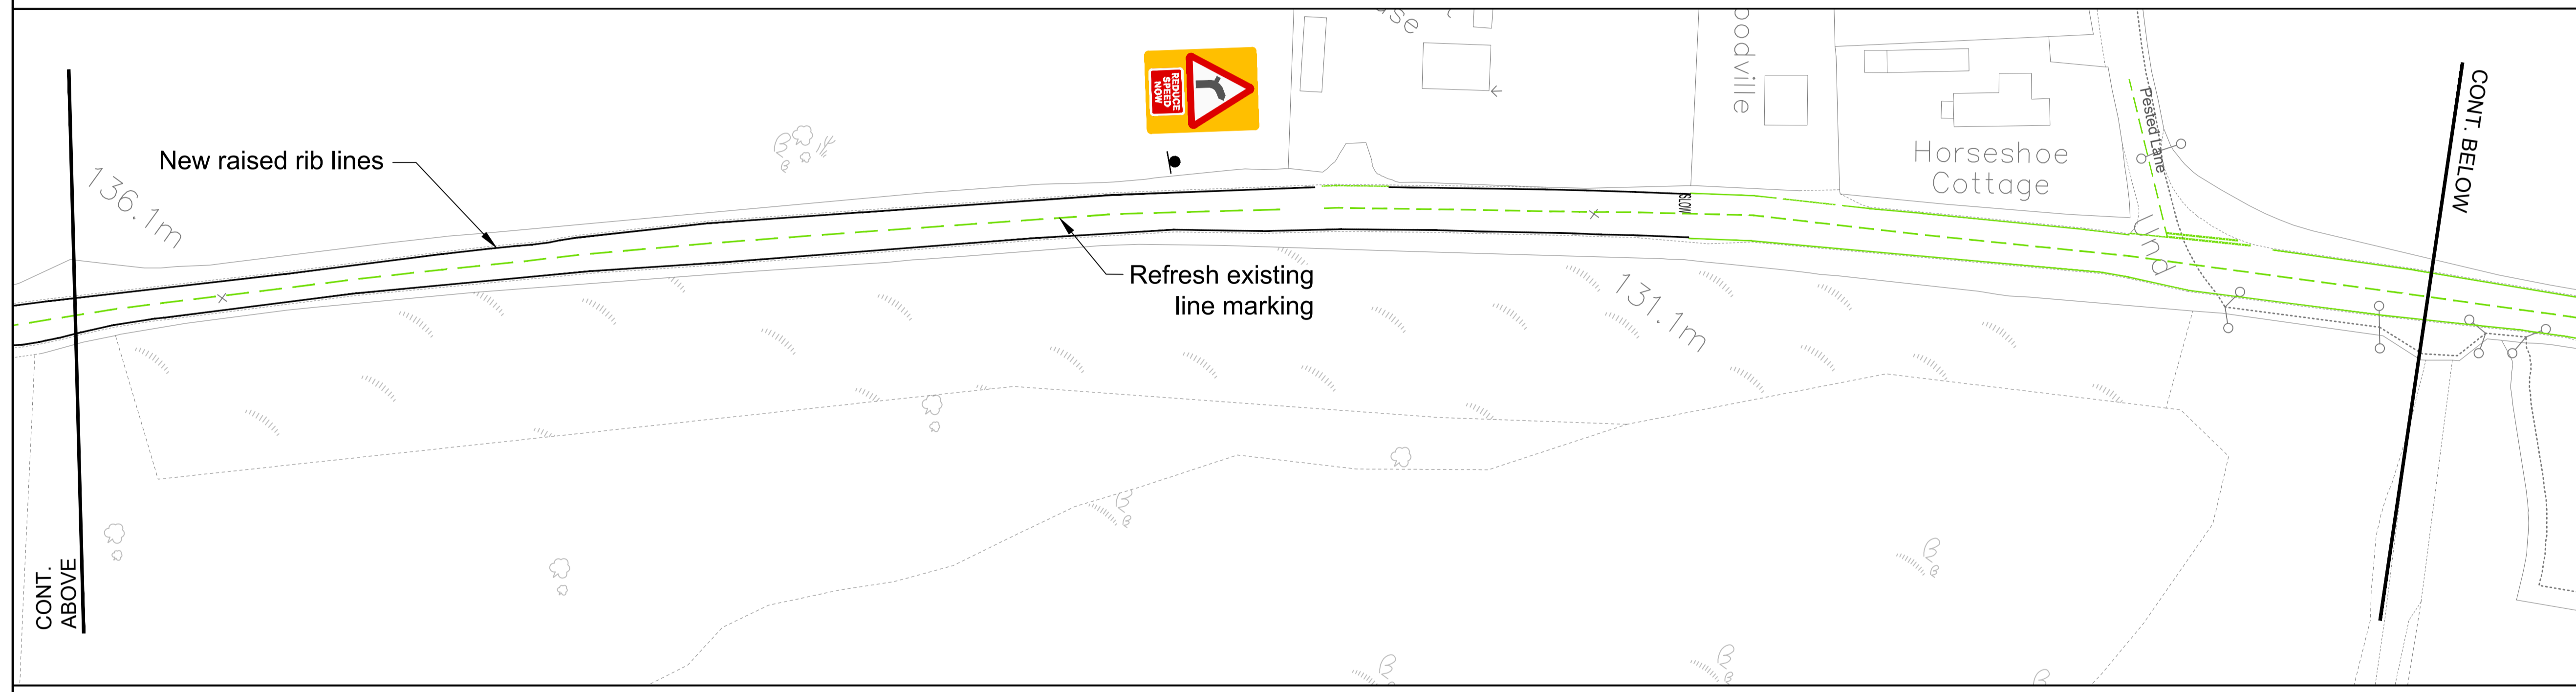 New raised rib lines
136.1m
REDUCE
SPEED
NOW
Refresh existing
line marking
SLOW
131.1m
Horseshoe
Cottage
Pested Lane
Und
CONT.
ABOVE
CONT. BELOW